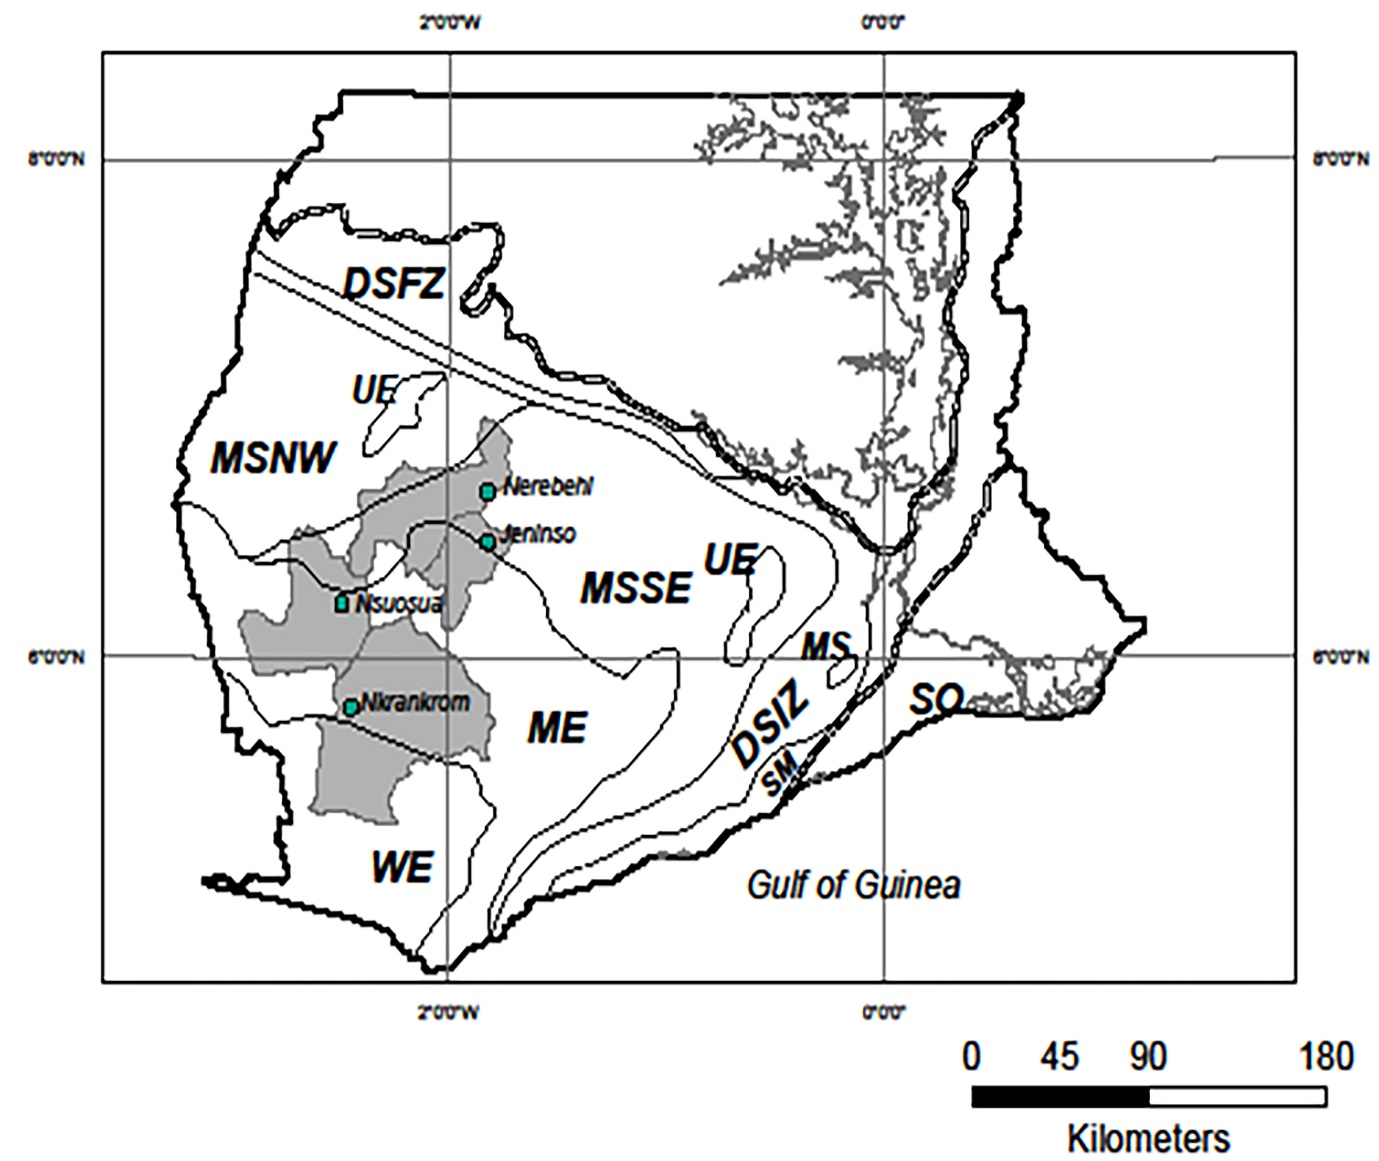 2°0'0"W 0°0'0"
8°0'0"N 8°0'0"N
DSFZ
UE
MSNW
Nerebehi
Jeninso
UE
MSSE
Nsuosua
MS
6°0'0"N 6°0'0"N
Nkrankrom
SO
DSIZ
ME
SM
WE
Gulf of Guinea
2°0'0"W 0°0'0"
0 45 90 180
Kilometers